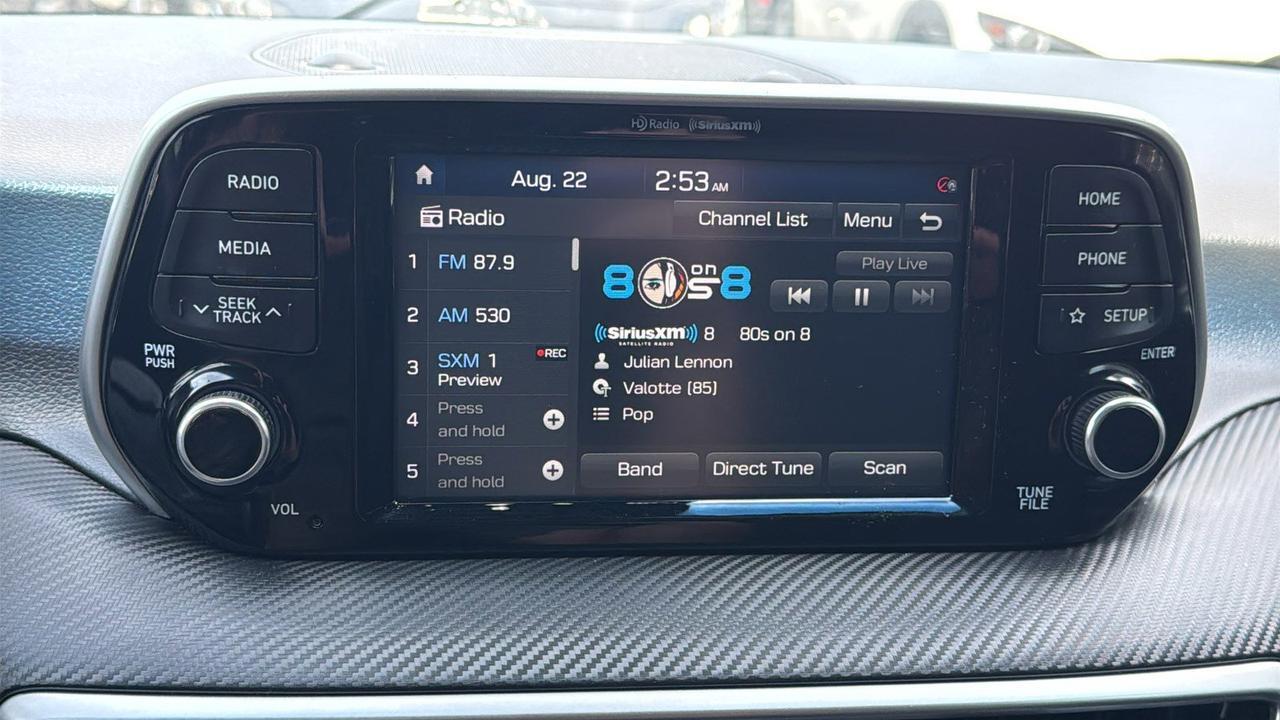 HD Radio ((SiriusXM))
RADIO
MEDIA
SEEK
TRACK
PWR
PUSH
VOL
Aug. 22 2:53 AM
Radio Channel List Menu
1 FM 87.9
2 AM 530
3 SXM 1 REC
Preview
4 Press
and hold
5 Press
and hold
80s on 8
Play Live
((SiriusXM)) 8 80s on 8
SATELLITE RADIO
Julian Lennon
Valotte (85)
Pop
Band Direct Tune Scan
HOME
PHONE
SETUP
ENTER
TUNE
FILE